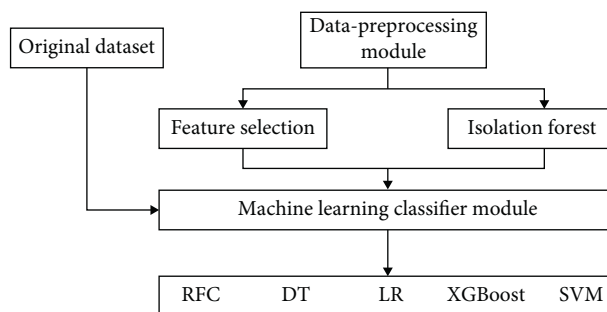 Original dataset
Data-preprocessing
module
Feature selection
Isolation forest
Machine learning classifier module
RFC DT LR XGBoost SVM